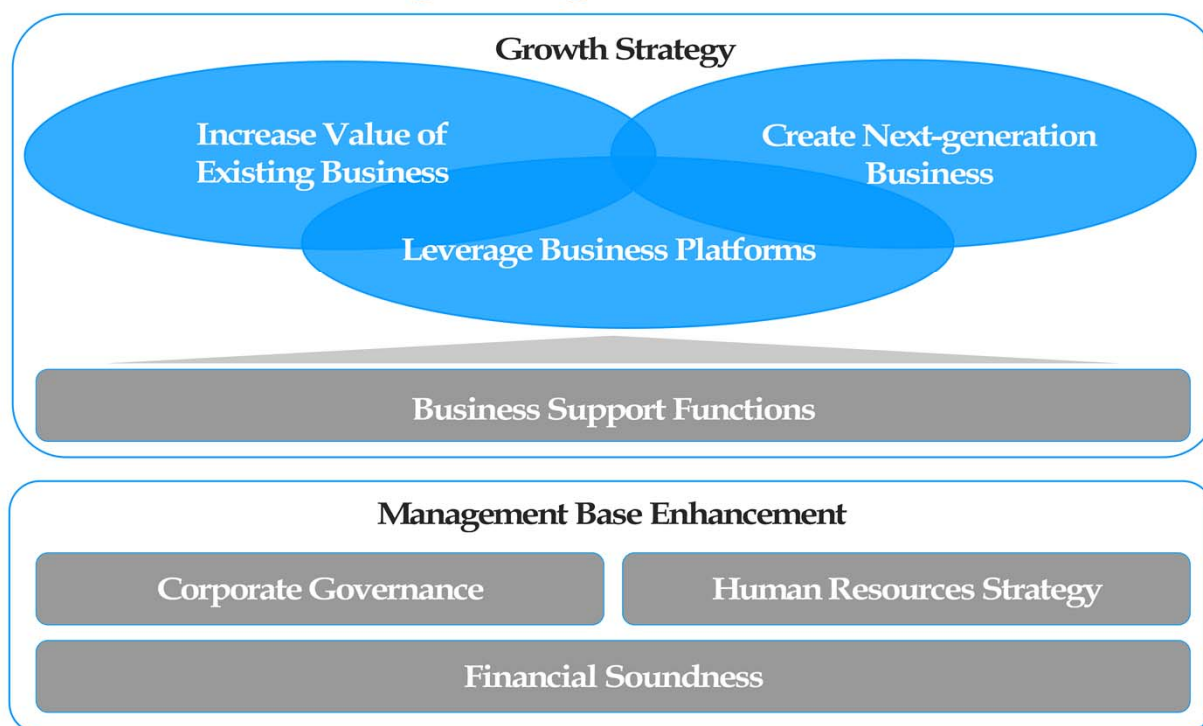 Growth Strategy
Increase Value of
Existing Business
Create Next-generation
Business
Leverage Business Platforms
Business Support Functions
Management Base Enhancement
Corporate Governance
Human Resources Strategy
Financial Soundness